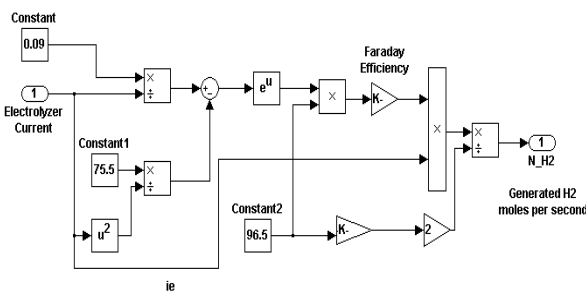 Constant
0.09
Faraday
Efficiency
×
÷
+
-
e^u
×
K-
×
×
÷
1
Electrolyzer
Current
Constant1
75.5
×
÷
1
N_H2
Generated H2
moles per second
Constant2
u^2
96.5
K-
2
ie